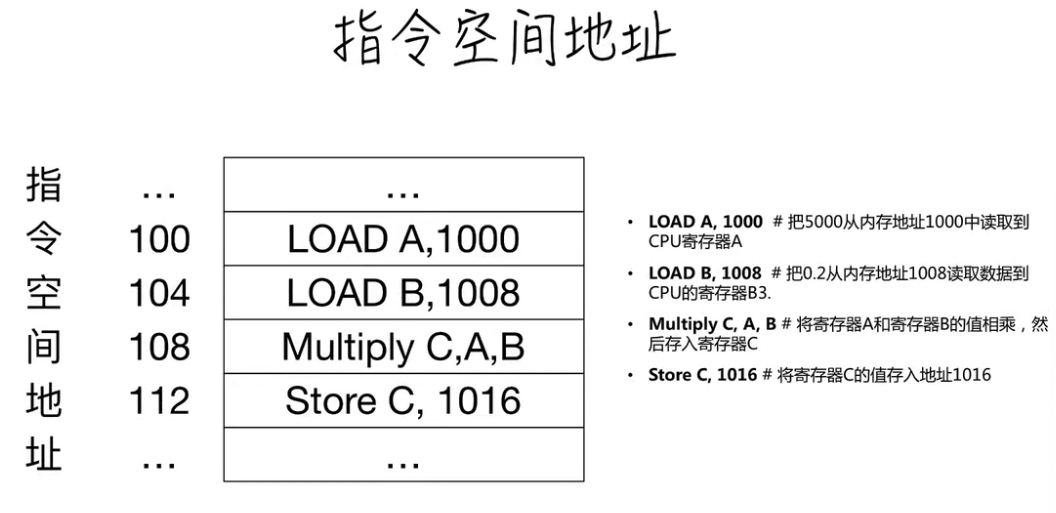 指令空间地址
指令空间地址
... ...
100 LOAD A,1000
104 LOAD B,1008
108 Multiply C,A,B
112 Store C, 1016
... ...
• LOAD A, 1000 # 把5000从内存地址1000中读取到
CPU寄存器A
• LOAD B, 1008 # 把0.2从内存地址1008读取数据到
CPU的寄存器B3.
• Multiply C, A, B # 将寄存器A和寄存器B的值相乘，然
后存入寄存器C
• Store C, 1016 # 将寄存器C的值存入地址1016